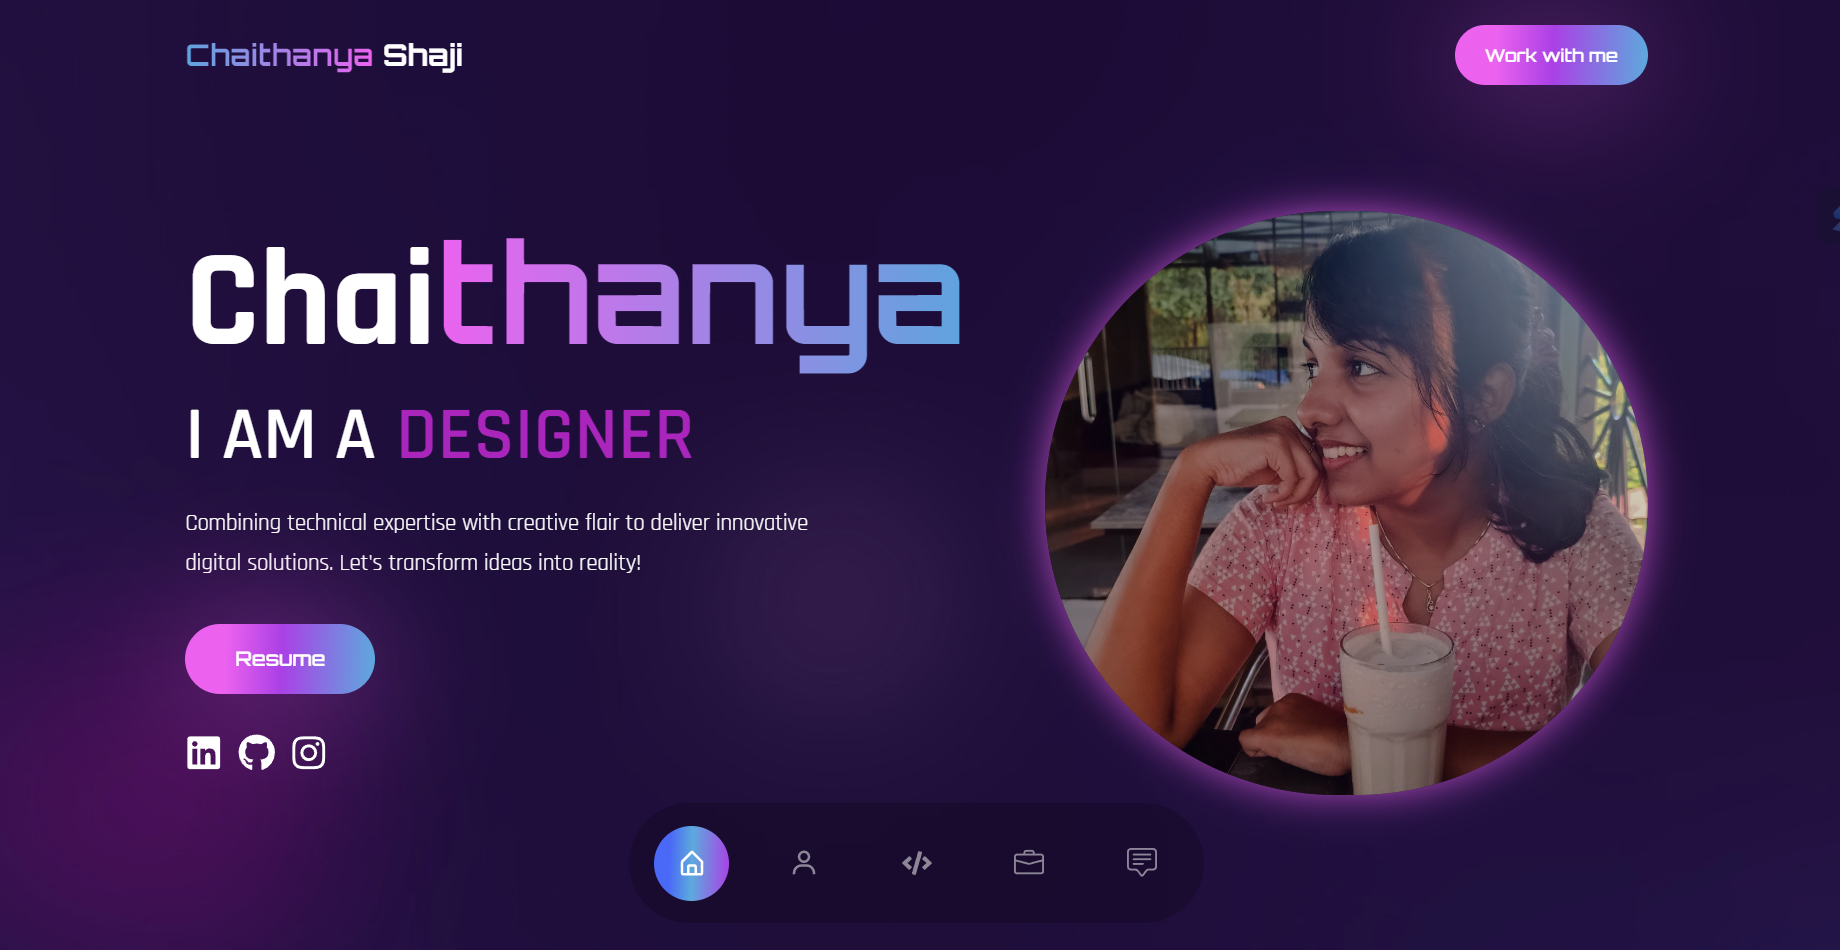 Chaithanya Shaji
Work with me
Chaithanya
I AM A DESIGNER
Combining technical expertise with creative flair to deliver innovative
digital solutions. Let's transform ideas into reality!
Resume
in